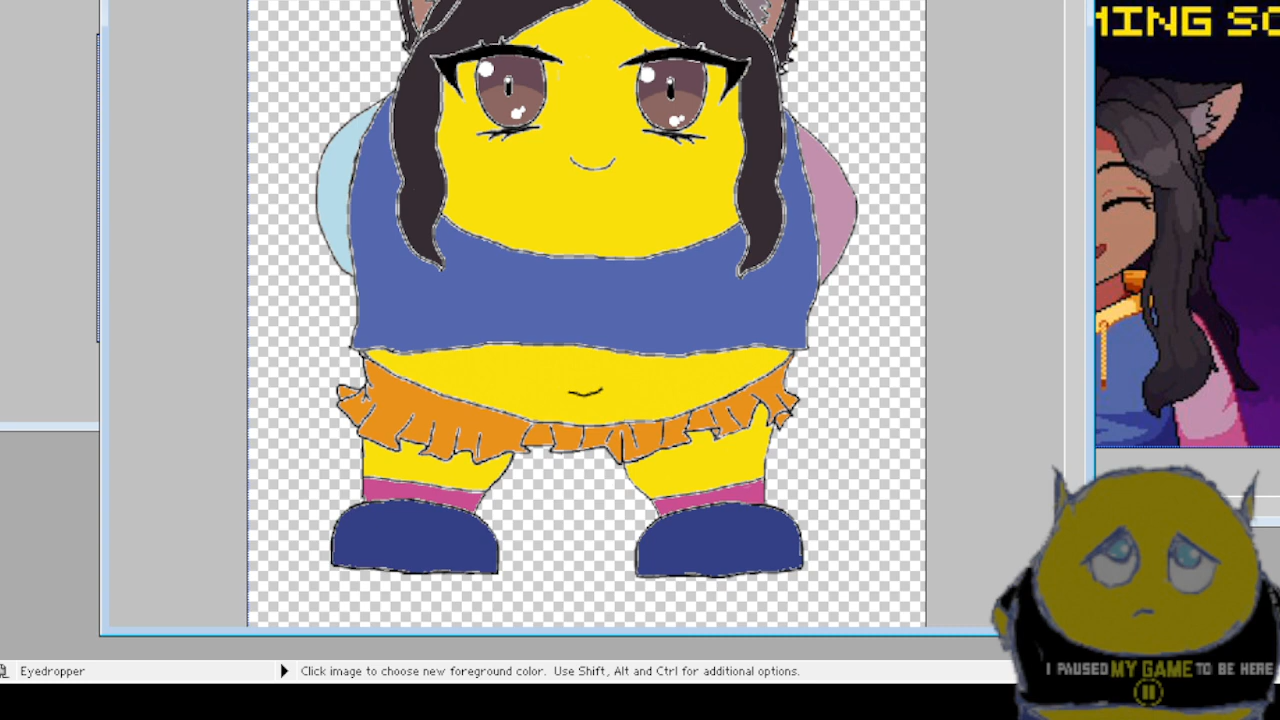 MING SO
I PAUSED MY GAME TO BE HERE
Eyedropper
Click image to choose new foreground color. Use Shift, Alt and Ctrl for additional options.